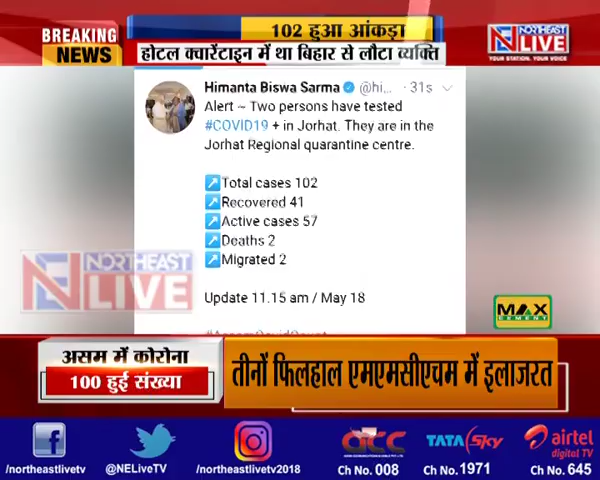 BREAKING
NEWS
102 हुआ आंकड़ा
होटल क्वारेंटाइन में था बिहार से लौटा व्यक्ति
NORTHEAST
LIVE
YOUR STATION. YOUR VOICE
Himanta Biswa Sarma @hi... · 31s
Alert ~ Two persons have tested
#COVID19 + in Jorhat. They are in the
Jorhat Regional quarantine centre.
Total cases 102
Recovered 41
Active cases 57
Deaths 2
Migrated 2
Update 11.15 am / May 18
NORTHEAST
LIVE
MAX
CEMENT
असम में कोरोना
100 हुई संख्या
तीनों फिलहाल एमएमसीएचम में इलाजरत
/northeastlivetv
@NELiveTV
/northeastlivetv2018
acc
Ch No. 008
TATA sky
Ch No. 1971
airtel
digital TV
Ch No. 645